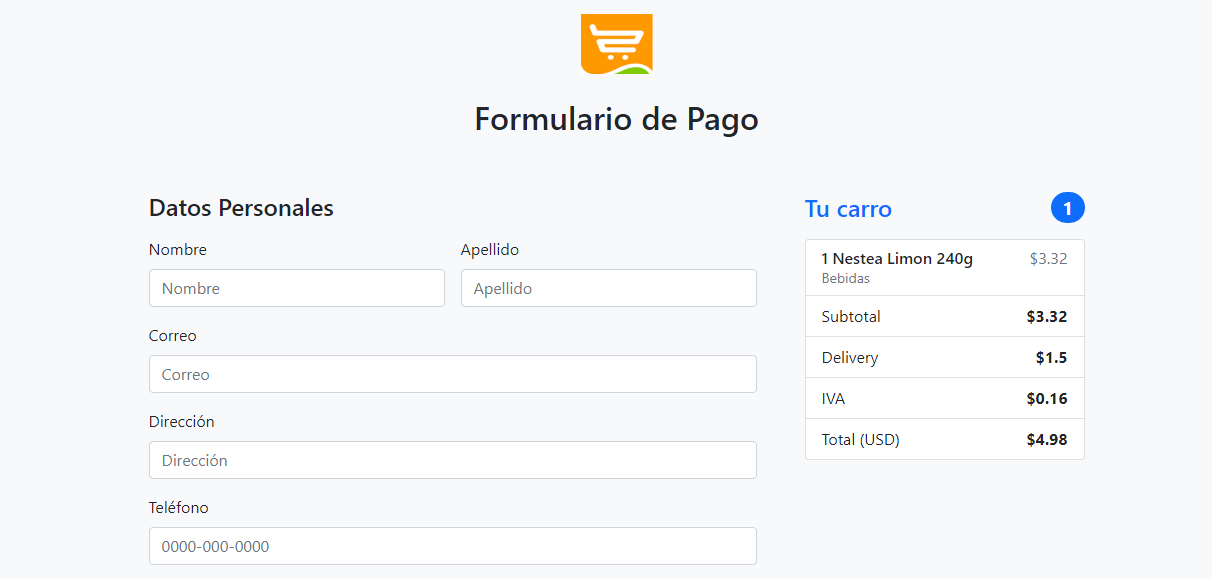 Formulario de Pago
Datos Personales
Nombre
Apellido
Nombre
Apellido
Correo
Correo
Dirección
Dirección
Teléfono
0000-000-0000
Tu carro
1
1 Nestea Limon 240g
$3.32
Bebidas
Subtotal
$3.32
Delivery
$1.5
IVA
$0.16
Total (USD)
$4.98